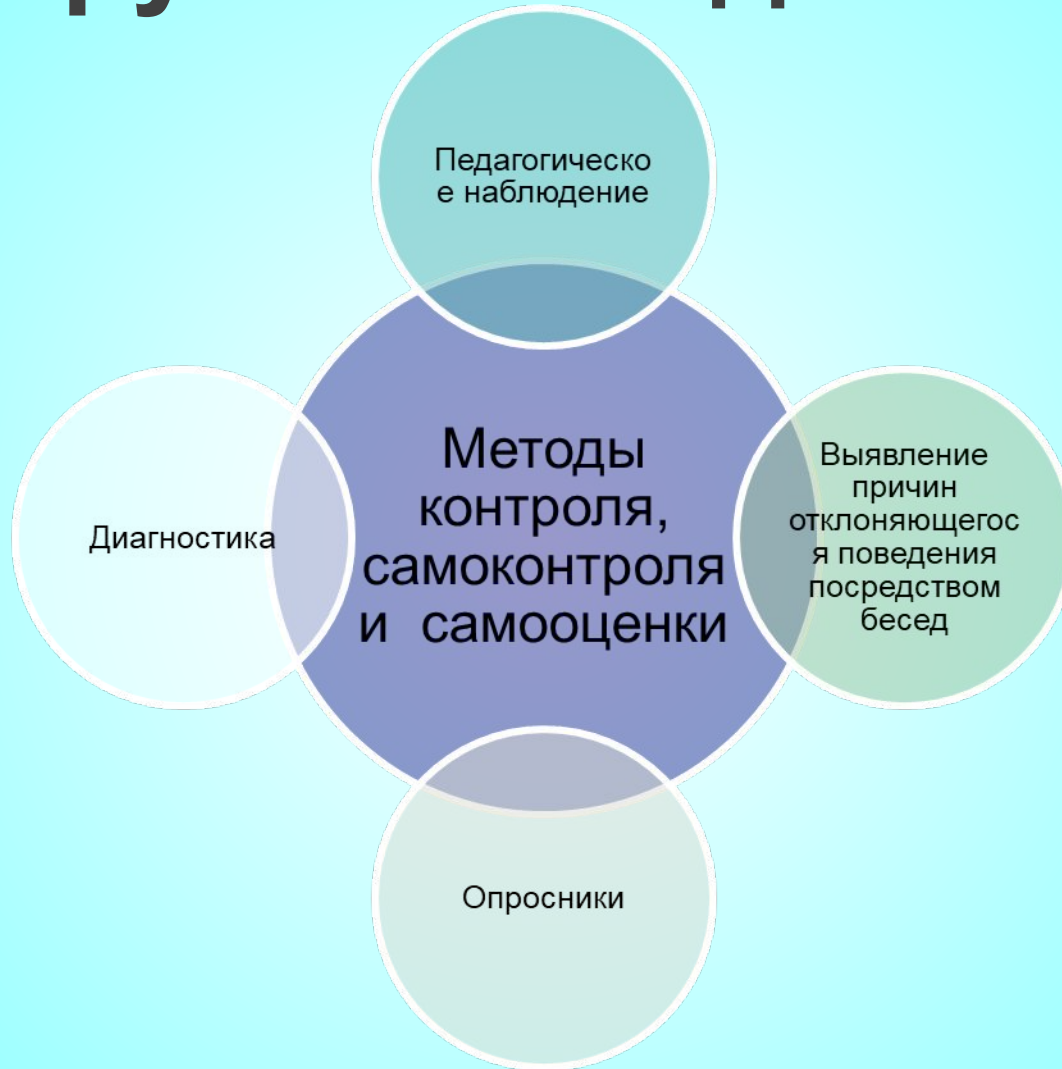 Педагогическо
е наблюдение
Методы
контроля,
самоконтроля
и самооценки
Выявление
причин
отклоняющегос
я поведения
посредством
бесед
Диагностика
Опросники